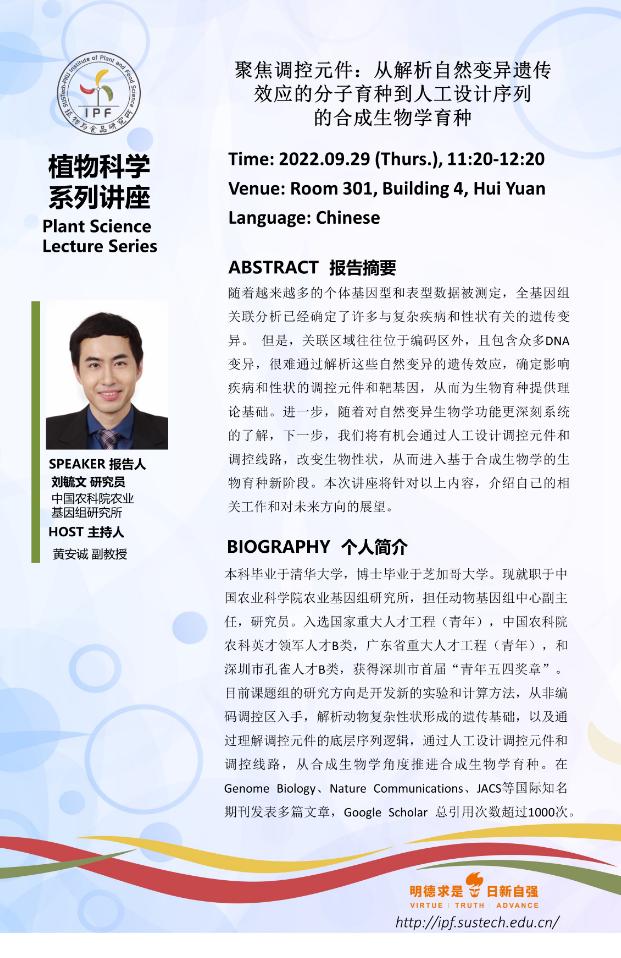 SUSTech-PKU Institute of Plant and Food Science
IPF
植物与食品研究所
植物科学
系列讲座
Plant Science
Lecture Series
SPEAKER 报告人
刘毓文 研究员
中国农科院农业
基因组研究所
HOST 主持人
黄安诚 副教授
聚焦调控元件：从解析自然变异遗传
效应的分子育种到人工设计序列
的合成生物学育种
Time: 2022.09.29 (Thurs.), 11:20-12:20
Venue: Room 301, Building 4, Hui Yuan
Language: Chinese
ABSTRACT 报告摘要
随着越来越多的个体基因型和表型数据被测定，全基因组
关联分析已经确定了许多与复杂疾病和性状有关的遗传变
异。 但是，关联区域往往位于编码区外，且包含众多DNA
变异，很难通过解析这些自然变异的遗传效应，确定影响
疾病和性状的调控元件和靶基因，从而为生物育种提供理
论基础。进一步，随着对自然变异生物学功能更深刻系统
的了解，下一步，我们将有机会通过人工设计调控元件和
调控线路，改变生物性状，从而进入基于合成生物学的生
物育种新阶段。本次讲座将针对以上内容，介绍自己的相
关工作和对未来方向的展望。
BIOGRAPHY 个人简介
本科毕业于清华大学，博士毕业于芝加哥大学。现就职于中
国农业科学院农业基因组研究所，担任动物基因组中心副主
任，研究员。入选国家重大人才工程（青年），中国农科院
农科英才领军人才B类，广东省重大人才工程（青年），和
深圳市孔雀人才B类，获得深圳市首届“青年五四奖章”。
目前课题组的研究方向是开发新的实验和计算方法，从非编
码调控区入手，解析动物复杂性状形成的遗传基础，以及通
过理解调控元件的底层序列逻辑，通过人工设计调控元件和
调控线路，从合成生物学角度推进合成生物学育种。在
Genome Biology、Nature Communications、JACS等国际知名
期刊发表多篇文章，Google Scholar 总引用次数超过1000次。
明德求是 日新自强
VIRTUE | TRUTH | ADVANCE
http://ipf.sustech.edu.cn/